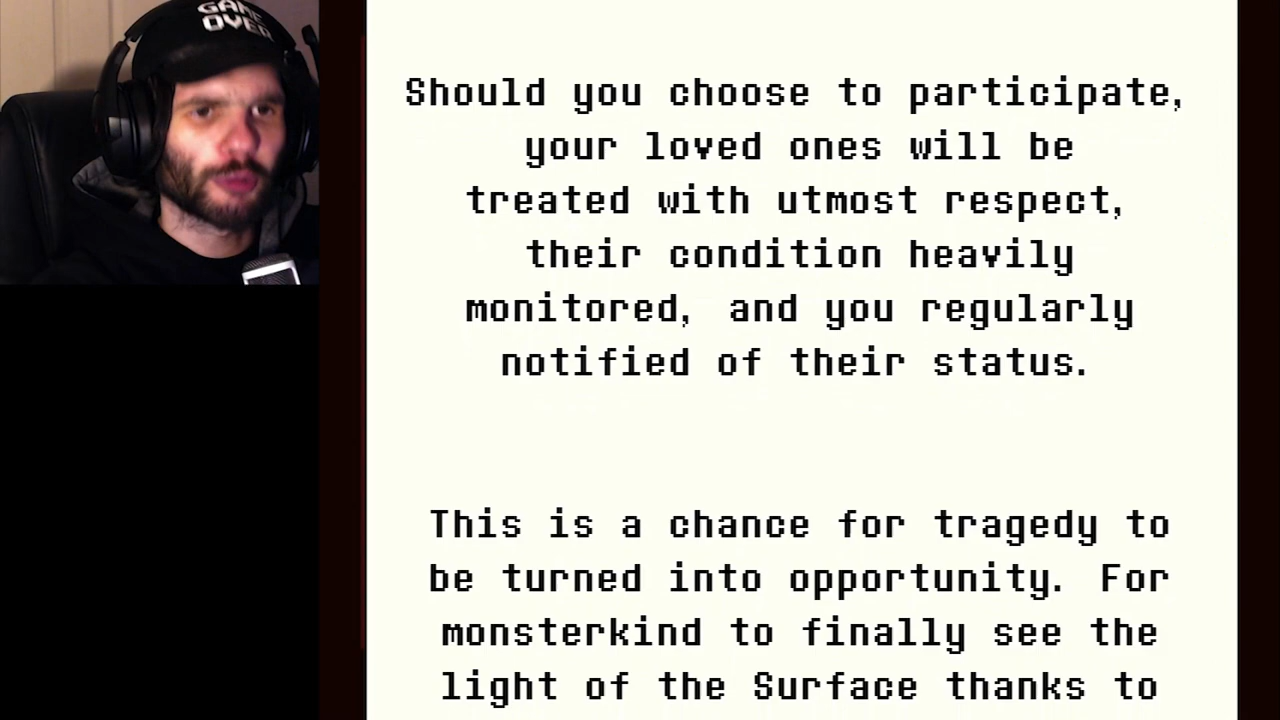 GAME
OVER
Should you choose to participate,
your loved ones will be
treated with utmost respect,
their condition heavily
monitored, and you regularly
notified of their status.
This is a chance for tragedy to
be turned into opportunity. For
monsterkind to finally see the
light of the Surface thanks to